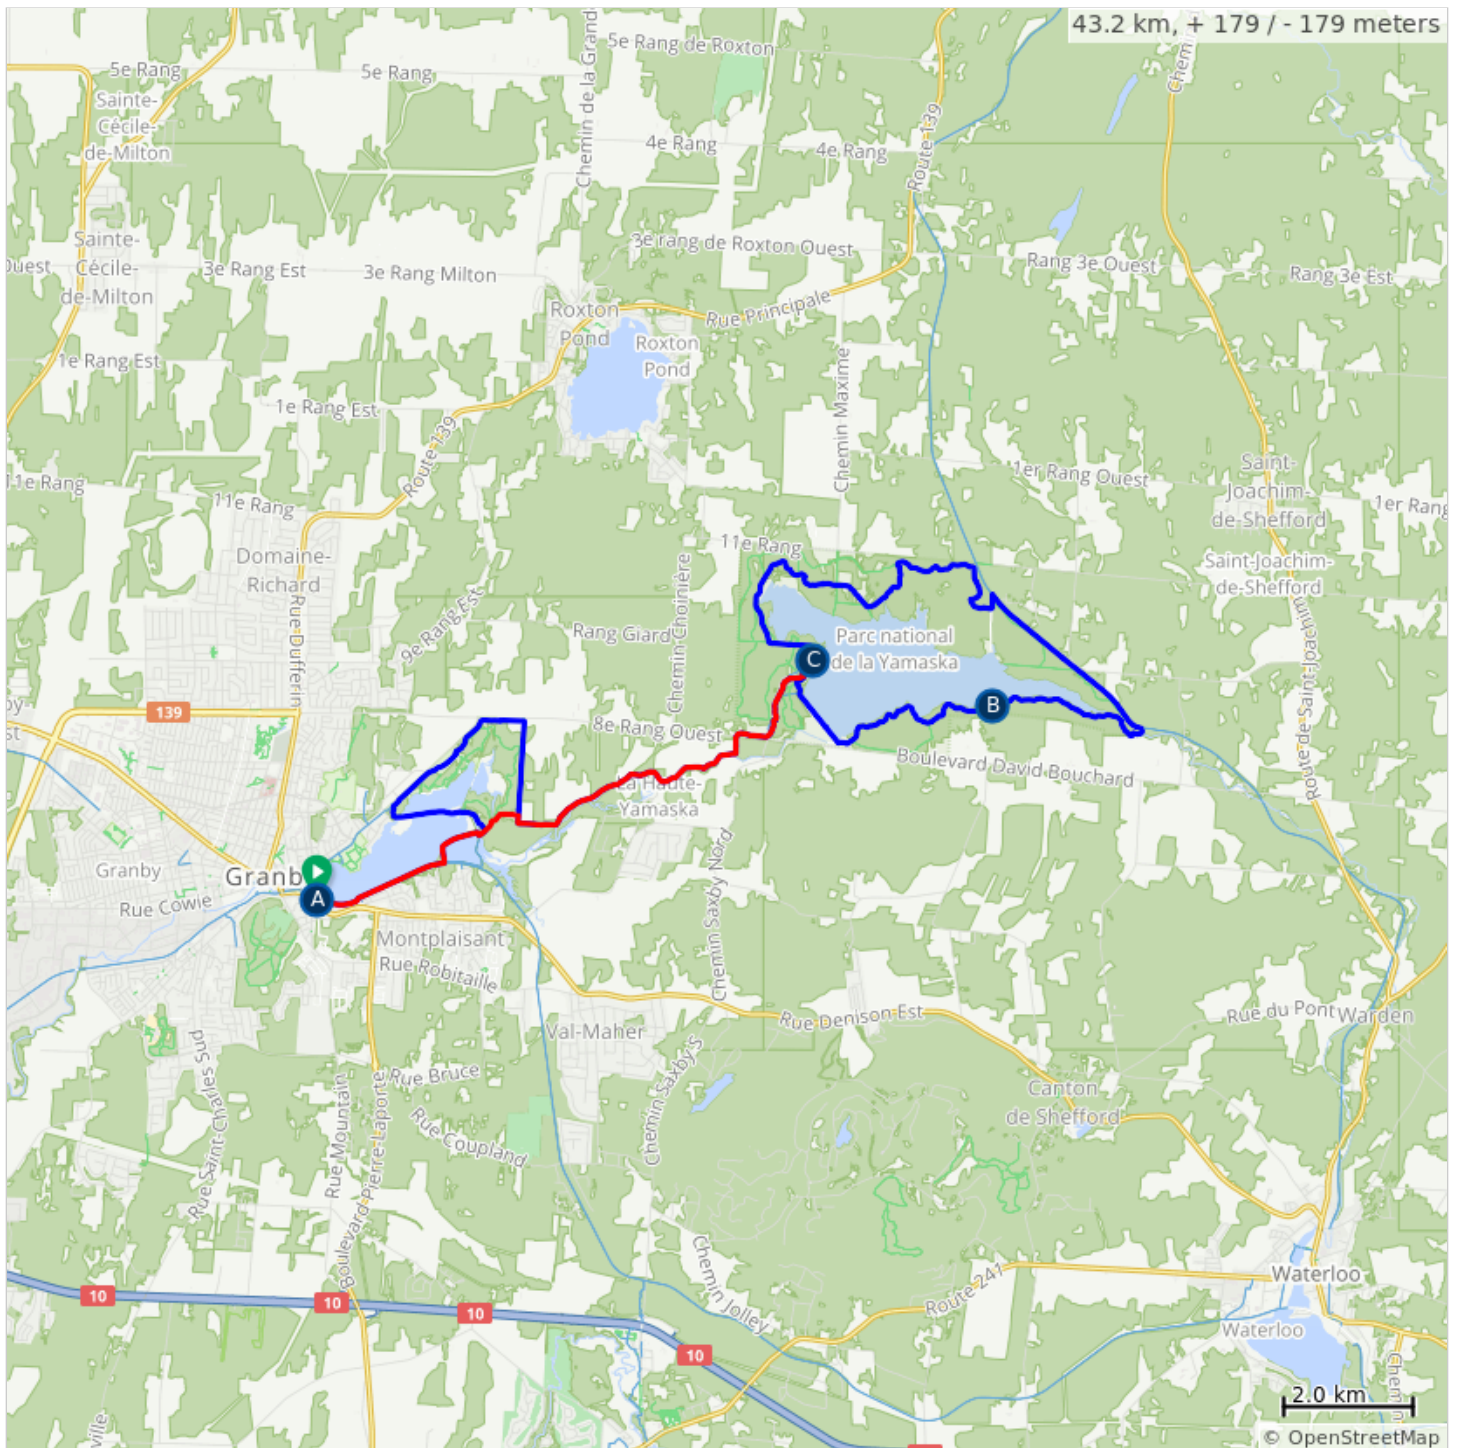 43.2 km, + 179 / - 179 meters
5e Rang de Roxton
5e Rang
5e Rang
Sainte-
Cécile-
de-Milton
Chemin de la Grand
4e Rang
4e Rang
Route 139
Sainte-
Cécile-
de-Milton
3e Rang Est
3e Rang Milton
3e rang de Roxton Ouest
Rang 3e Ouest
Rang 3e Est
Roxton
Pond
Rue Principale
Roxton
Pond
1e Rang Est
1e Rang Est
Chemin Maxime
Route 139
11e Rang
11e Rang
1er Rang Ouest
Saint-
Joachim-
de-Shefford
1er Rang
Domaine-
Richard
11e Rang
Saint-Joachim-
de-Shefford
Rue Dufferin
9e Rang Est
Rang Giard
Chemin Choinière
Parc national
de la Yamaska
C
B
139
8e Rang Ouest
Boulevard David Bouchard
Route de Saint-Joachim
La Haute-
Yamaska
Granby
Granb
A
Rue Cowie
Montplaisant
Rue Robitaille
Chemin Saxby Nord
Val-Maher
Rue Denison Est
Rue du Pont
Warden
Rue Saint-Charles Sud
Rue Mountain
Boulevard Pierre-Laporte
Rue Bruce
Rue Coupland
Chemin Saxby S
Canton
de Shefford
Chemin Jolley
Route 241
Waterloo
Waterloo
10
10
10
10
2.0 km
© OpenStreetMap